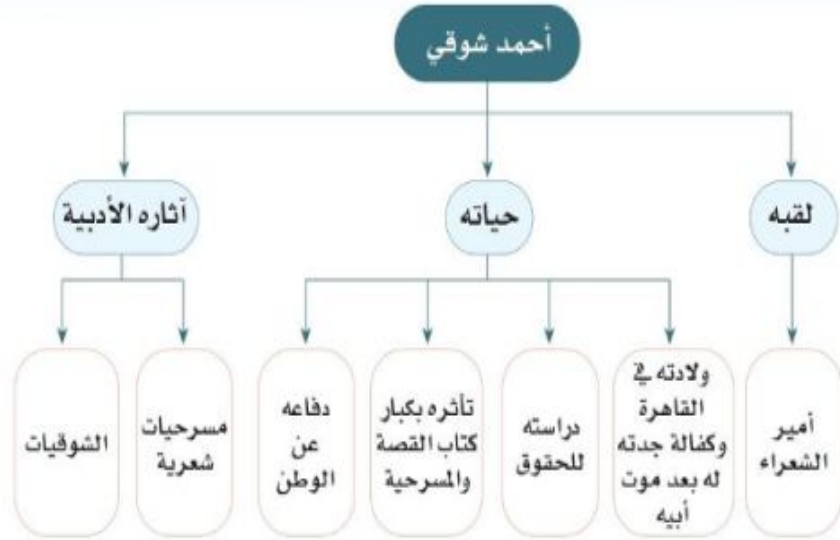 أحمد شوقي
لقبه
حياته
آثاره الأدبية
أمير
الشعراء
ولادته في
القاهرة
وكفالة جدته
له بعد موت
أبيه
دراسته
للحقوق
تأثره بكبار
كتاب القصة
والمسرحية
دفاعه
عن
الوطن
مسرحيات
شعرية
الشوقيات